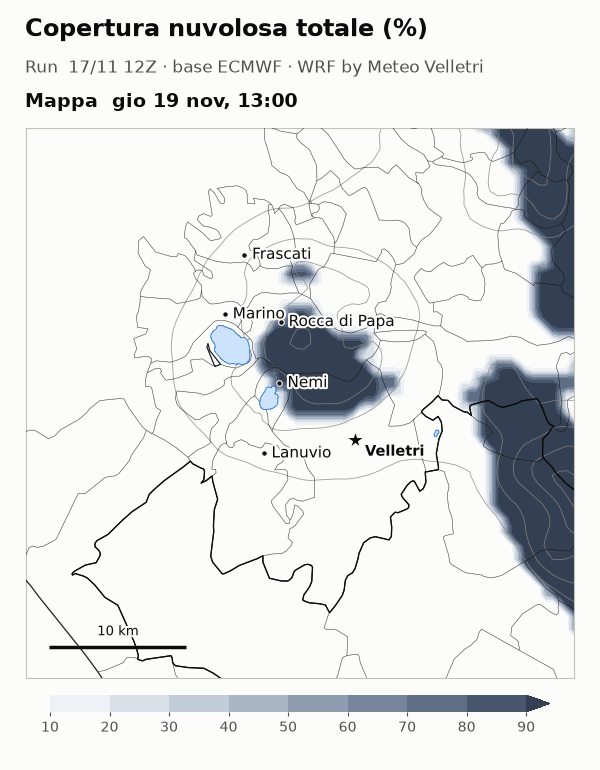 Copertura nuvolosa totale (%)
Run  17/11 12Z · base ECMWF · WRF by Meteo Velletri
Mappa  gio 19 nov, 13:00
Frascati
Marino
Rocca di Papa
Nemi
Velletri
Lanuvio
10 km
10 20 30 40 50 60 70 80 90